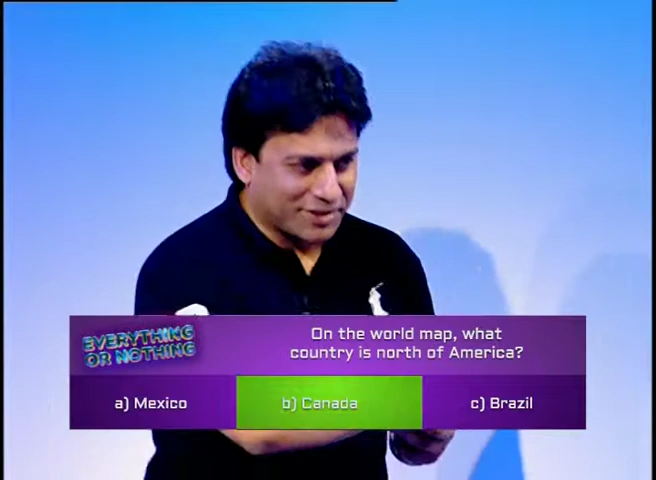 EVERYTHING
OR NOTHING
On the world map, what
country is north of America?
a) Mexico
b) Canada
c) Brazil